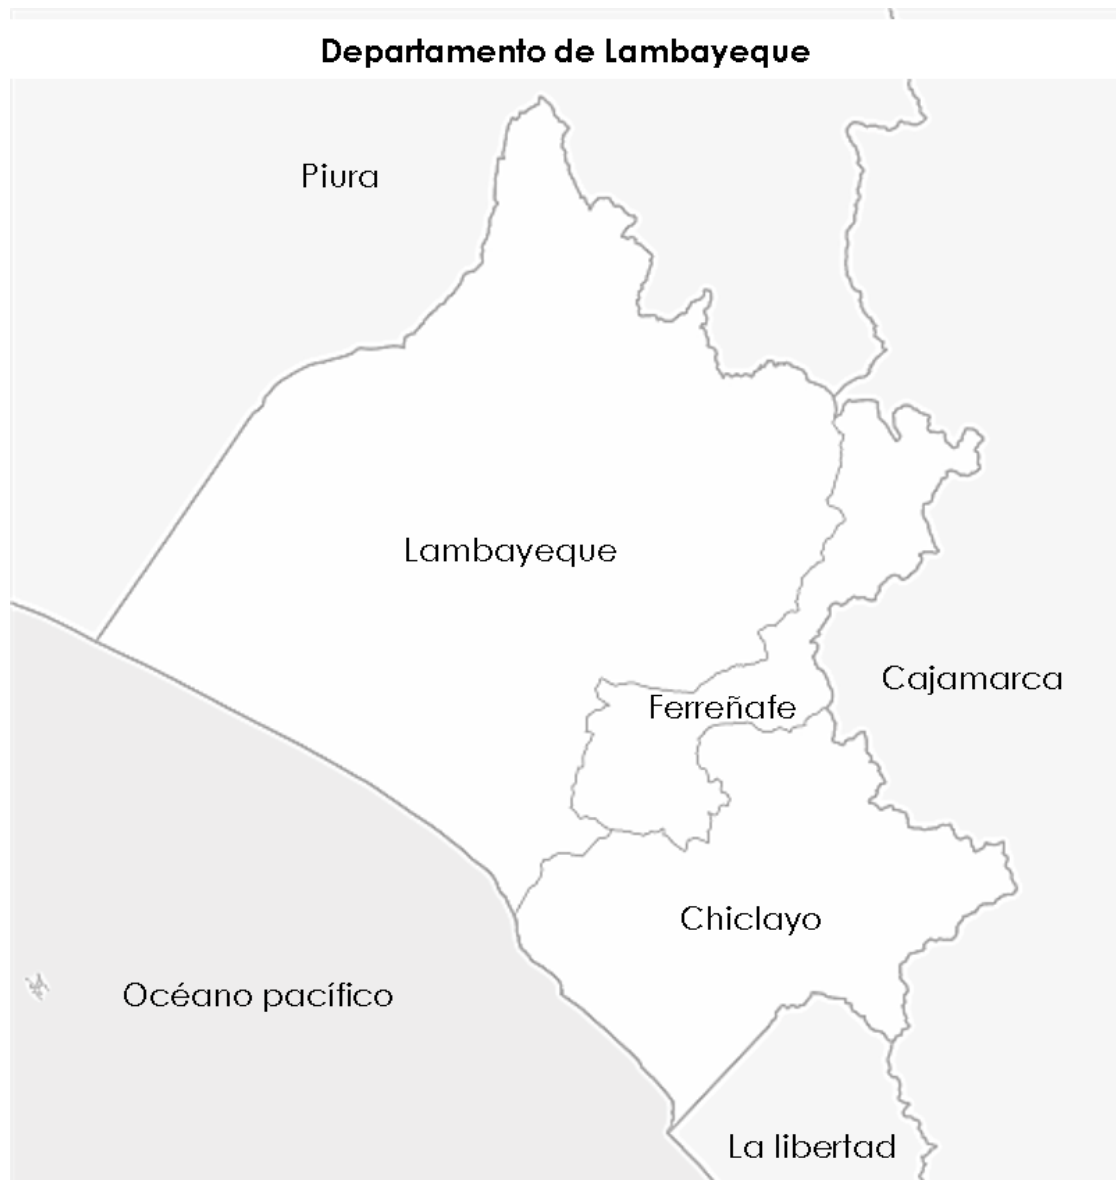 Departamento de Lambayeque
Piura
Lambayeque
Cajamarca
Ferreñafe
Chiclayo
Océano pacífico
La libertad